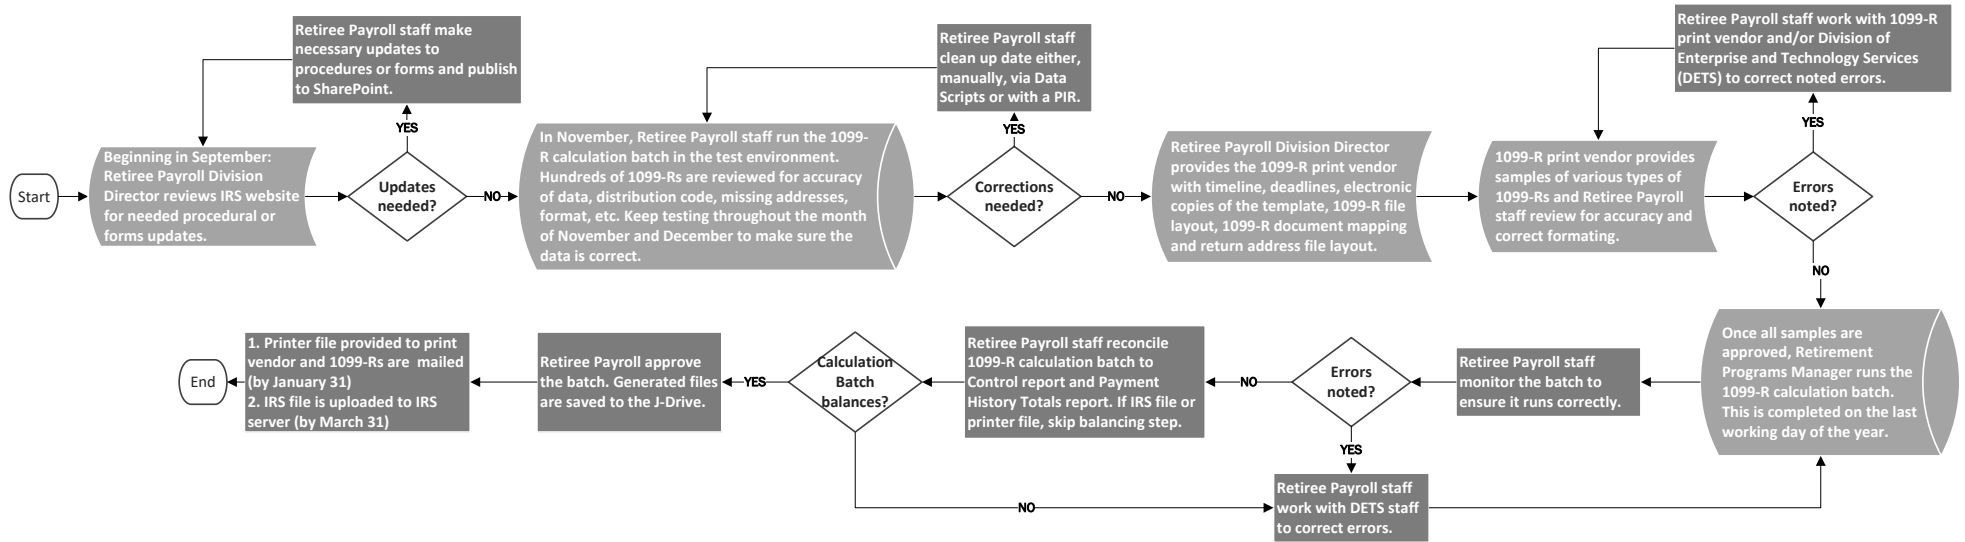 Start
Beginning in September:
Retiree Payroll Division
Director reviews IRS website
for needed procedural or
forms updates.
Updates
needed?
YES
Retiree Payroll staff make
necessary updates to
procedures or forms and publish
to SharePoint.
NO
In November, Retiree Payroll staff run the 1099-
R calculation batch in the test environment.
Hundreds of 1099-Rs are reviewed for accuracy
of data, distribution code, missing addresses,
format, etc. Keep testing throughout the month
of November and December to make sure the
data is correct.
Corrections
needed?
YES
Retiree Payroll staff
clean up date either,
manually, via Data
Scripts or with a PIR.
NO
Retiree Payroll Division Director
provides the 1099-R print vendor
with timeline, deadlines, electronic
copies of the template, 1099-R file
layout, 1099-R document mapping
and return address file layout.
1099-R print vendor provides
samples of various types of
1099-Rs and Retiree Payroll
staff review for accuracy and
correct formating.
Errors
noted?
YES
Retiree Payroll staff work with 1099-R
print vendor and/or Division of
Enterprise and Technology Services
(DETS) to correct noted errors.
NO
Once all samples are
approved, Retirement
Programs Manager runs the
1099-R calculation batch.
This is completed on the last
working day of the year.
Retiree Payroll staff
monitor the batch to
ensure it runs correctly.
Errors
noted?
YES
Retiree Payroll staff
work with DETS staff
to correct errors.
NO
Retiree Payroll staff reconcile
1099-R calculation batch to
Control report and Payment
History Totals report. If IRS file or
printer file, skip balancing step.
Calculation
Batch
balances?
NO
YES
Retiree Payroll approve
the batch. Generated files
are saved to the J-Drive.
1. Printer file provided to print
vendor and 1099-Rs are mailed
(by January 31)
2. IRS file is uploaded to IRS
server (by March 31)
End